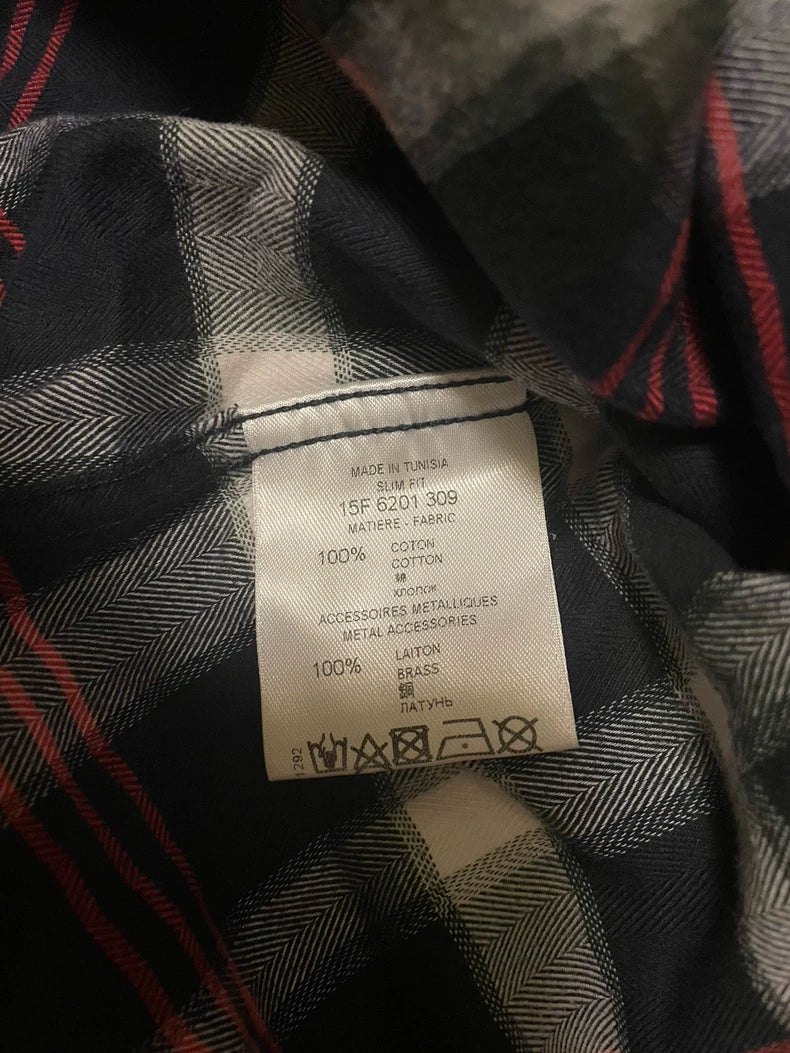 MADE IN TUNISIA
SLIM FIT
15F 6201 309
MATIERE - FABRIC
100% COTON
COTTON
綿
ХЛОПОК
ACCESSOIRES METALLIQUES
METAL ACCESSORIES
100% LAITON
BRASS
銅
ЛАТУНЬ
1292